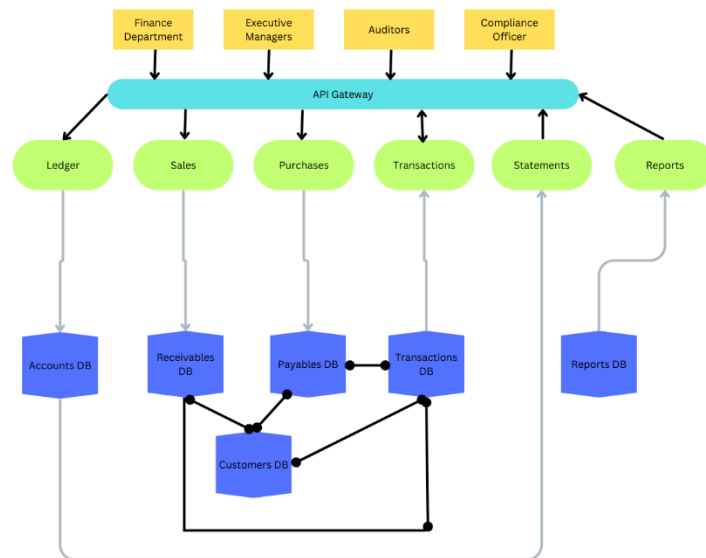 Finance
Department
Executive
Managers
Auditors
Compliance
Officer
API Gateway
Ledger
Sales
Purchases
Transactions
Statements
Reports
Accounts DB
Receivables
DB
Payables DB
Transactions
DB
Reports DB
Customers DB